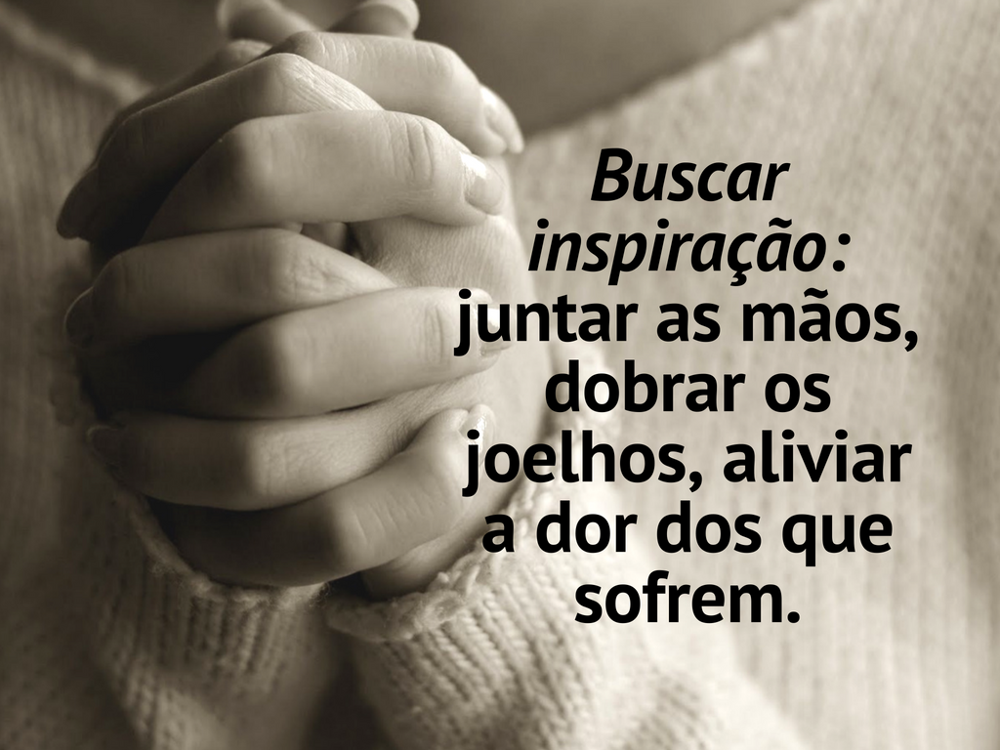 Buscar
inspiração:
juntar as mãos,
dobrar os
joelhos, aliviar
a dor dos que
sofrem.